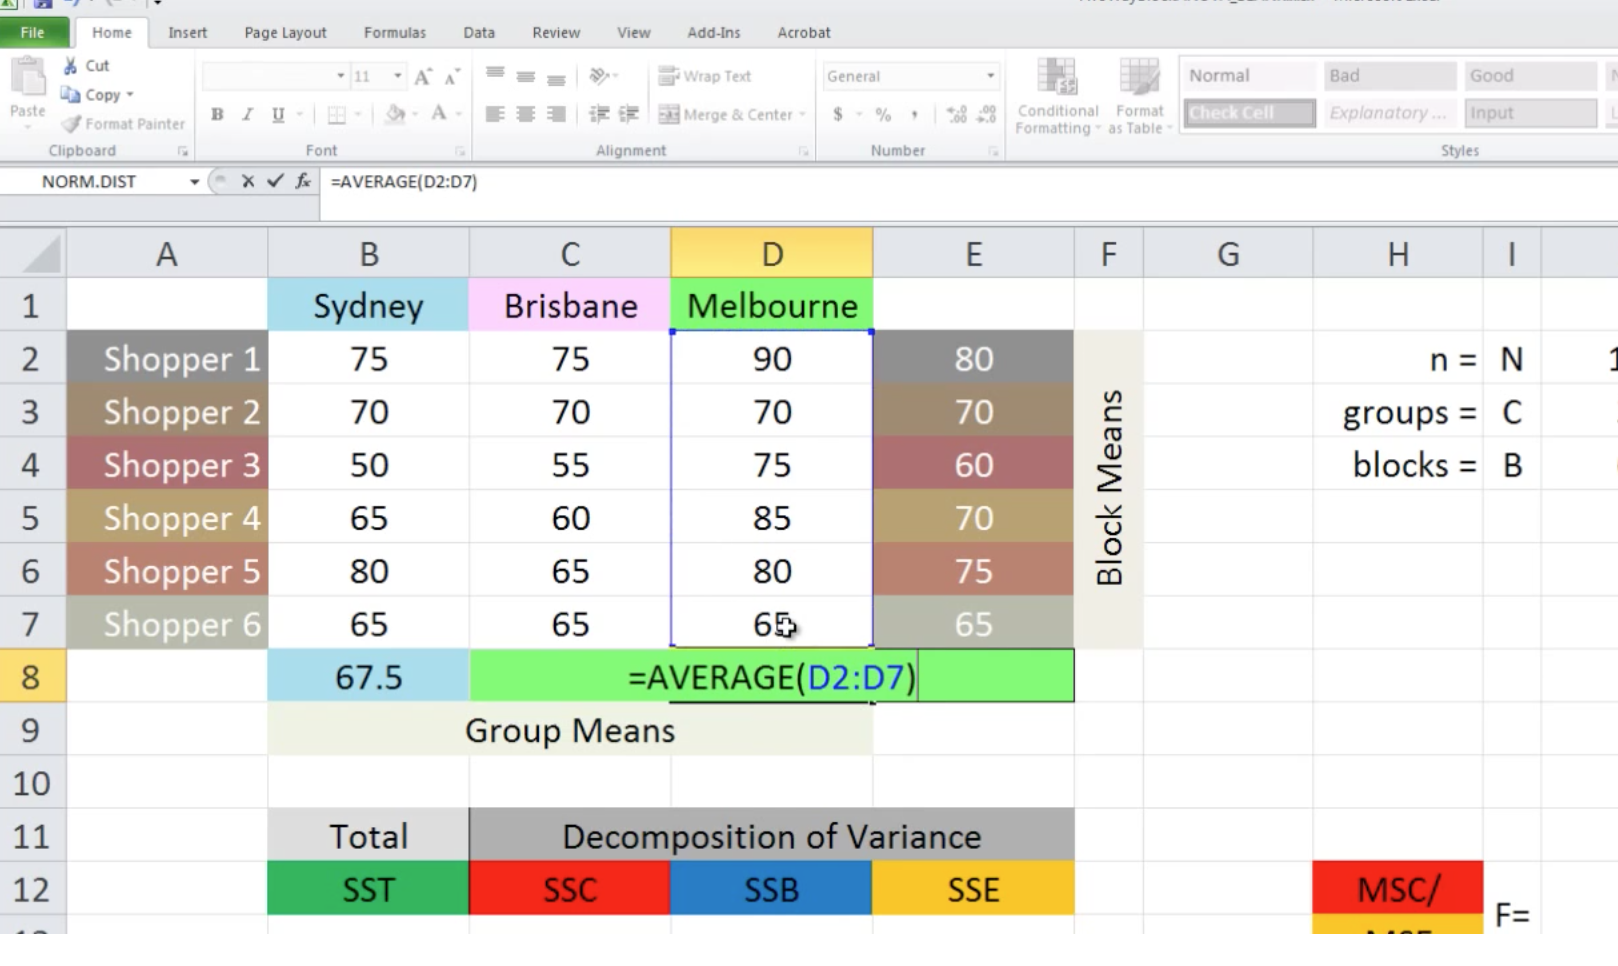 File Home Insert Page Layout Formulas Data Review View Add-Ins Acrobat
Cut
Copy
Format Painter
Paste
Clipboard
11
B I U
Font
Wrap Text
Merge & Center
Alignment
General
$ % ,
Number
Conditional Formatting
Format as Table
Normal Bad Good
Check Cell Explanatory ... Input
Styles
NORM.DIST fx =AVERAGE(D2:D7)
A B C D E F G H I
1 Sydney Brisbane Melbourne
2 Shopper 1 75 75 90 80 n = N
3 Shopper 2 70 70 70 70 groups = C
4 Shopper 3 50 55 75 60 blocks = B
5 Shopper 4 65 60 85 70
6 Shopper 5 80 65 80 75
7 Shopper 6 65 65 65 65
Block Means
8 67.5 =AVERAGE(D2:D7)
9 Group Means
10
11 Total Decomposition of Variance
12 SST SSC SSB SSE MSC/
F=